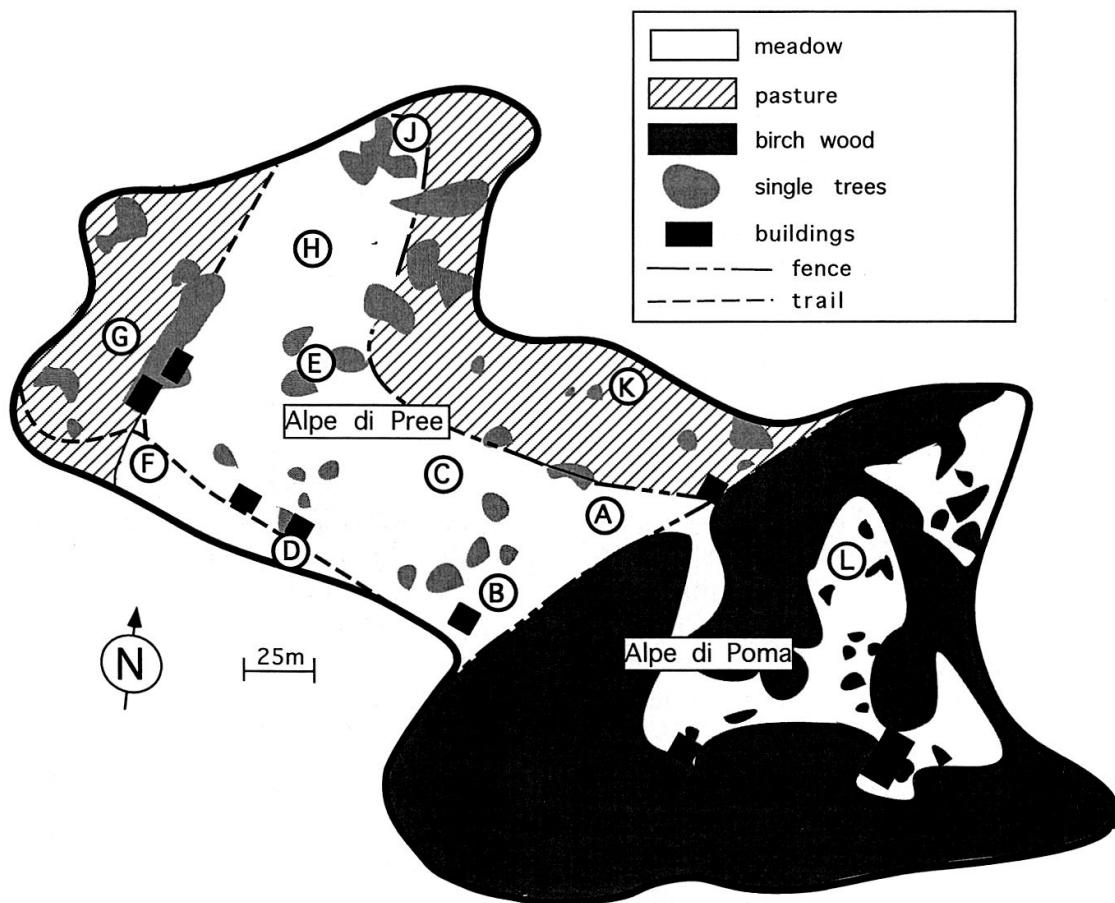 meadow
pasture
birch wood
single trees
buildings
fence
trail
J
H
G
E
K
Alpe di Pree
F
C
A
L
D
B
Alpe di Poma
N
25m